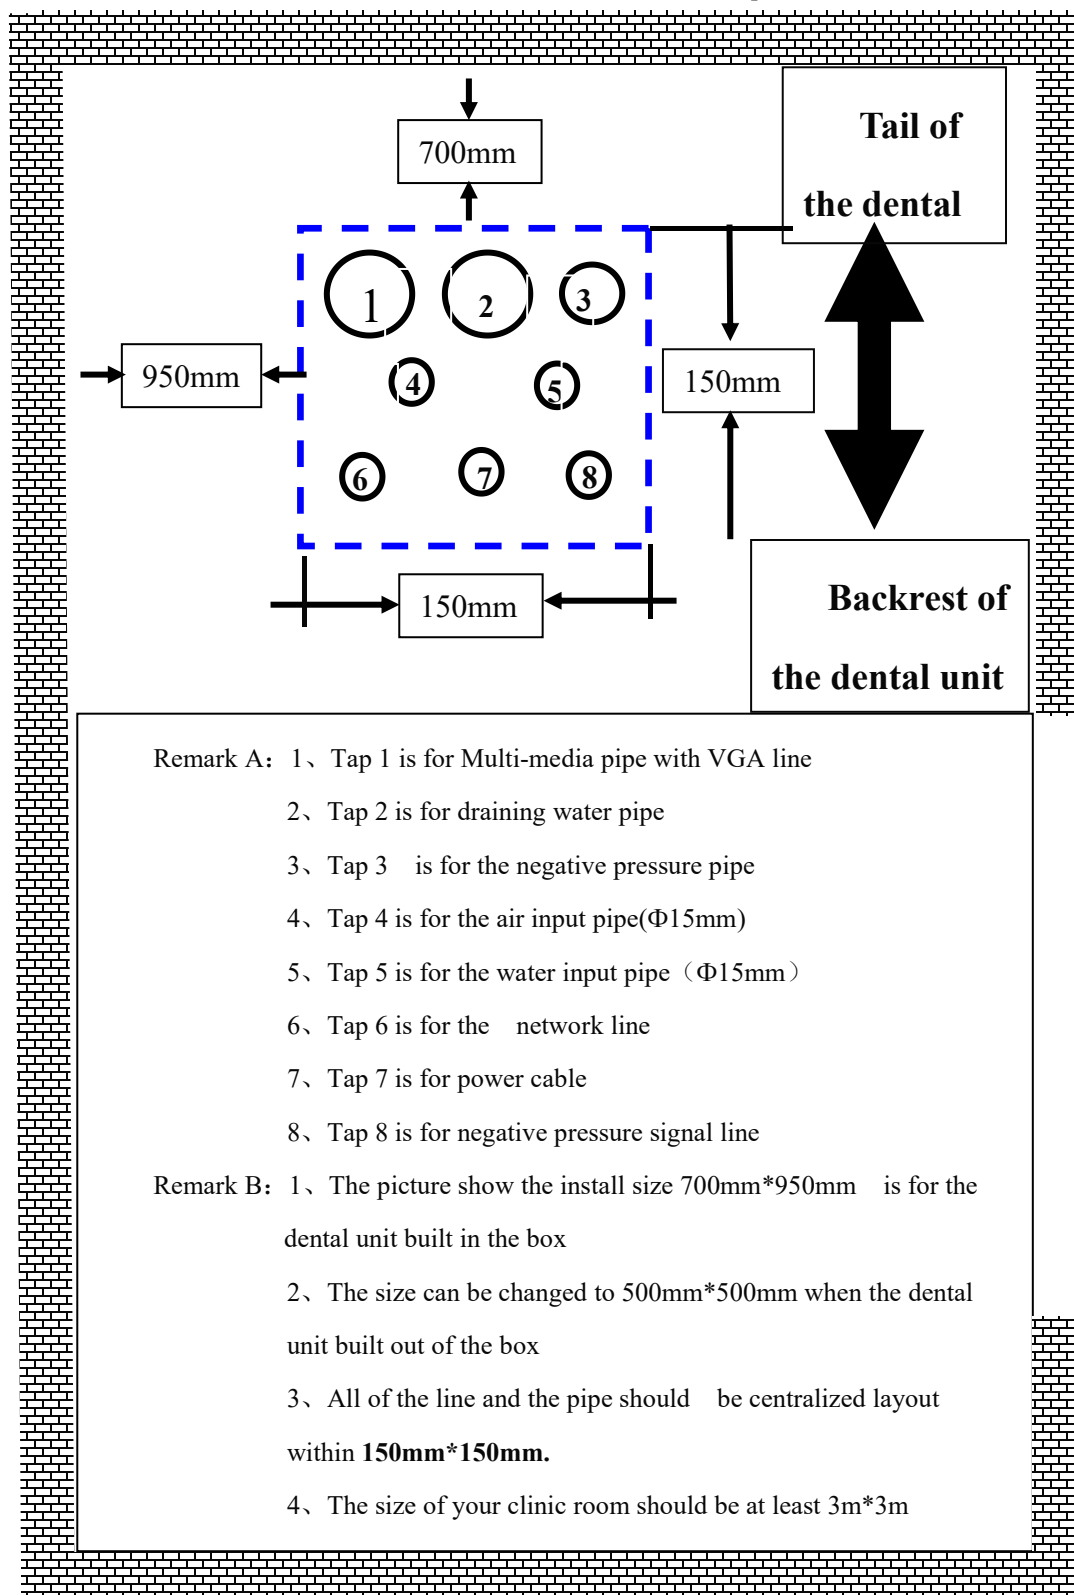 Tail of
the dental
700mm
1
2
3
950mm
4
5
150mm
6
7
8
150mm
Backrest of
the dental unit
Remark A：1、Tap 1 is for Multi-media pipe with VGA line
2、Tap 2 is for draining water pipe
3、Tap 3 is for the negative pressure pipe
4、Tap 4 is for the air input pipe(Φ15mm)
5、Tap 5 is for the water input pipe（Φ15mm）
6、Tap 6 is for the network line
7、Tap 7 is for power cable
8、Tap 8 is for negative pressure signal line
Remark B：1、The picture show the install size 700mm*950mm is for the
dental unit built in the box
2、The size can be changed to 500mm*500mm when the dental
unit built out of the box
3、All of the line and the pipe should be centralized layout
within 150mm*150mm.
4、The size of your clinic room should be at least 3m*3m